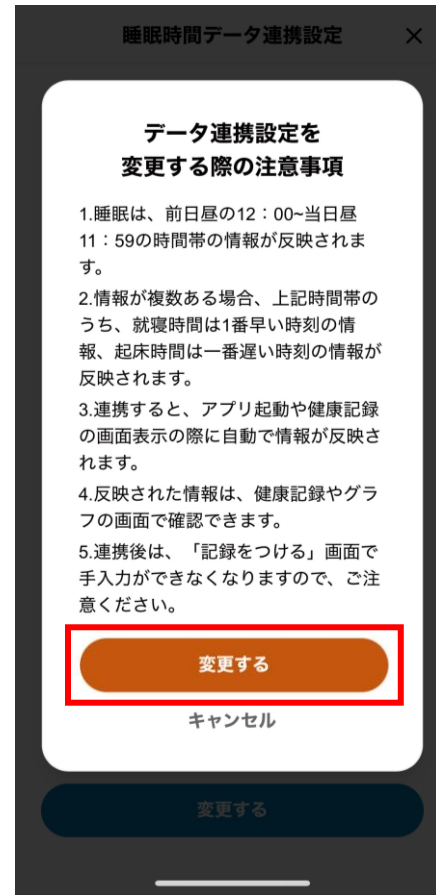 睡眠時間データ連携設定 ×
データ連携設定を
変更する際の注意事項
1.睡眠は、前日昼の12：00~当日昼
11：59の時間帯の情報が反映されま
す。
2.情報が複数ある場合、上記時間帯の
うち、就寝時間は1番早い時刻の情
報、起床時間は一番遅い時刻の情報が
反映されます。
3.連携すると、アプリ起動や健康記録
の画面表示の際に自動で情報が反映さ
れます。
4.反映された情報は、健康記録やグラ
フの画面で確認できます。
5.連携後は、「記録をつける」画面で
手入力ができなくなりますので、ご注
意ください。
変更する
キャンセル
変更する